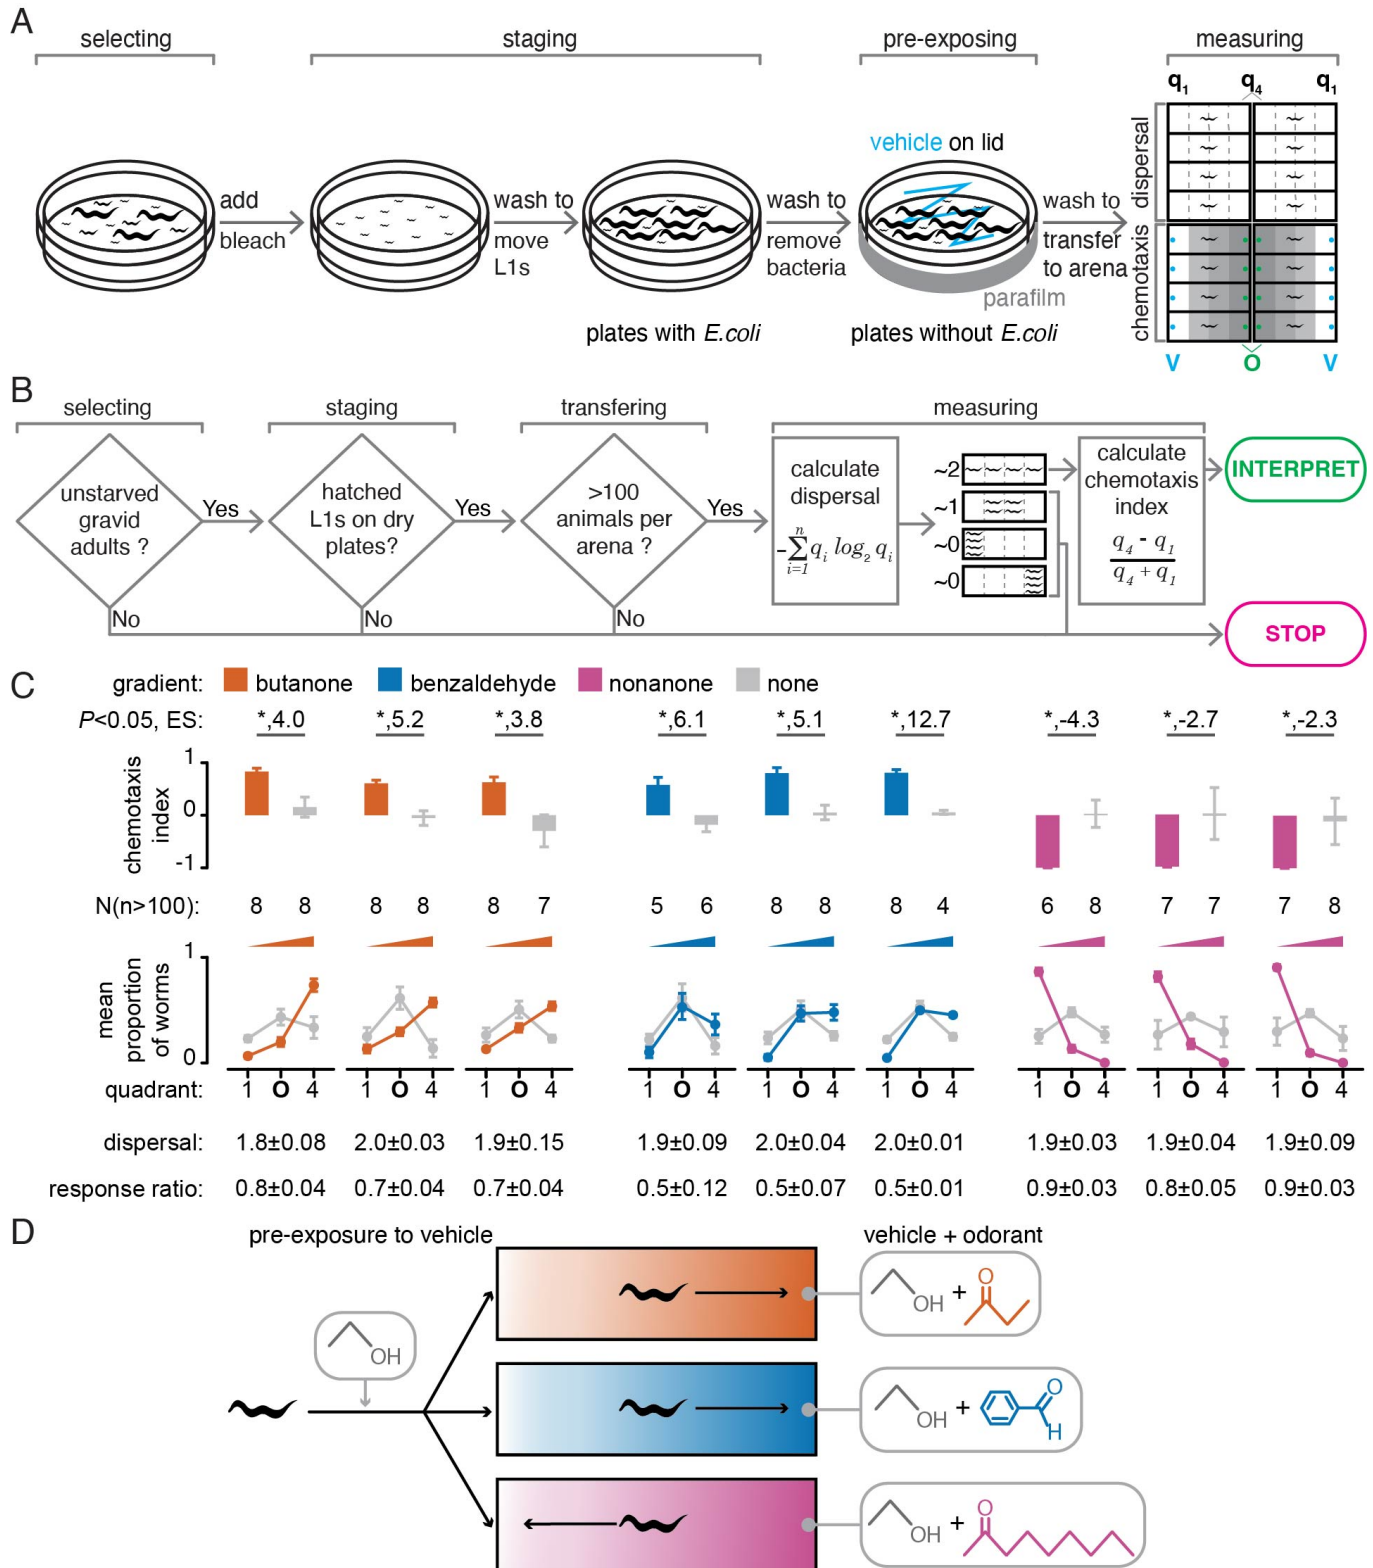 A
selecting
staging
pre-exposing
measuring
q1 q4 q1
vehicle on lid
add
bleach
wash to
move
L1s
wash to
remove
bacteria
wash to
transfer
to arena
parafilm
dispersal
chemotaxis
plates with E.coli
plates without E.coli
V O V
B
selecting
staging
transfering
measuring
unstarved
gravid
adults ?
Yes
hatched
L1s on dry
plates?
Yes
>100
animals per
arena ?
Yes
calculate
dispersal
-∑ⁿᵢ₌₁ qi log2 qi
~2
~1
~0
~0
calculate
chemotaxis
index
q4 - q1
q4 + q1
INTERPRET
No
No
No
STOP
C
gradient: butanone benzaldehyde nonanone none
P<0.05, ES: *,4.0 *,5.2 *,3.8 *,6.1 *,5.1 *,12.7 *,-4.3 *,-2.7 *,-2.3
chemotaxis
index
1
0
-1
N(n>100): 8 8 8 8 8 7 5 6 8 8 8 4 6 8 7 7 7 8
mean
proportion
of worms
1
0
quadrant: 1 O 4 1 O 4 1 O 4 1 O 4 1 O 4 1 O 4 1 O 4 1 O 4 1 O 4
dispersal: 1.8±0.08 2.0±0.03 1.9±0.15 1.9±0.09 2.0±0.04 2.0±0.01 1.9±0.03 1.9±0.04 1.9±0.09
response ratio: 0.8±0.04 0.7±0.04 0.7±0.04 0.5±0.12 0.5±0.07 0.5±0.01 0.9±0.03 0.8±0.05 0.9±0.03
D
pre-exposure to vehicle
vehicle + odorant
OH
OH + O
OH + O
H
OH + O